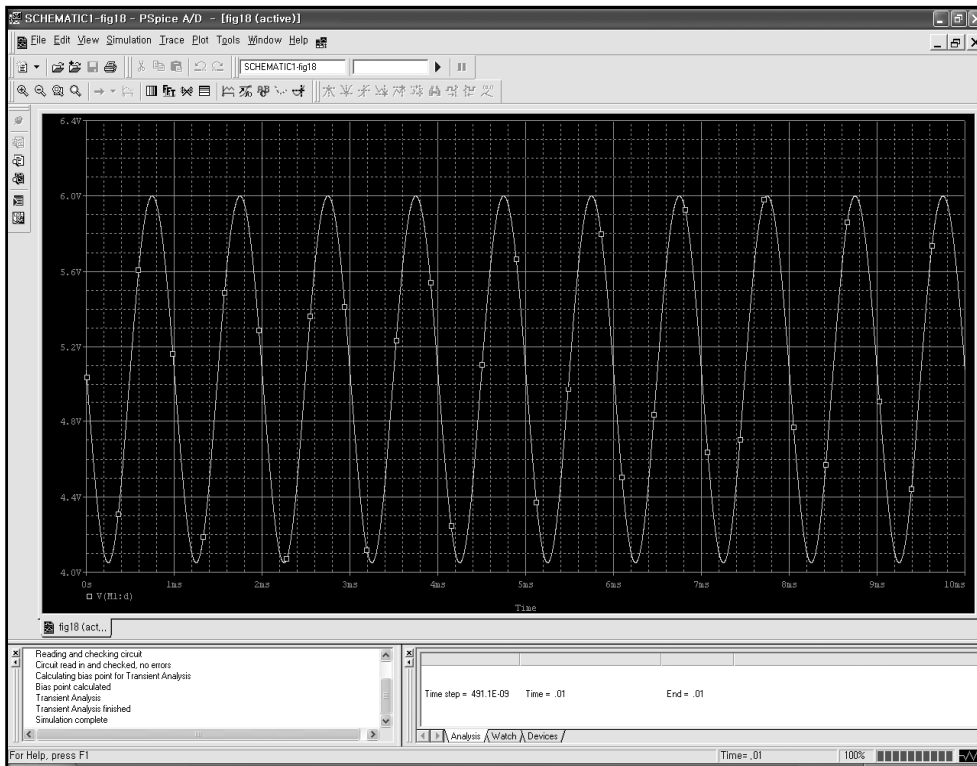 SCHEMATIC1-fig18 - PSpice A/D - [fig18 (active)]
File Edit View Simulation Trace Plot Tools Window Help
SCHEMATIC1-fig18
6.4V
6.0V
5.6V
5.2V
4.8V
4.4V
4.0V
0s 1ms 2ms 3ms 4ms 5ms 6ms 7ms 8ms 9ms 10ms
V(M1:d)
Time
fig18 (act...
Reading and checking circuit
Circuit read in and checked, no errors
Calculating bias point for Transient Analysis
Bias point calculated
Transient Analysis
Transient Analysis finished
Simulation complete
Time step = 491.1E-09 Time = .01 End = .01
Analysis Watch Devices
For Help, press F1 Time= ,01 100%